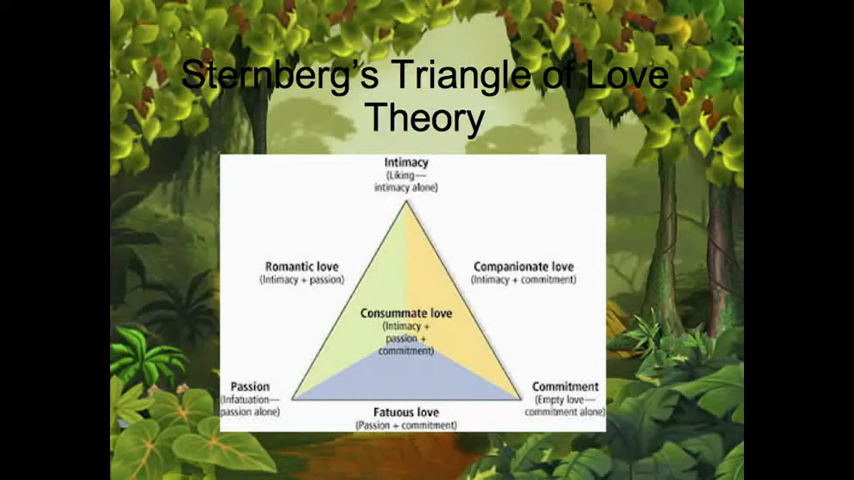 Sternberg's Triangle of Love
Theory
Intimacy
(Liking—
intimacy alone)
Romantic love
(Intimacy + passion)
Companionate love
(Intimacy + commitment)
Consummate love
(Intimacy +
passion +
commitment)
Passion
(Infatuation—
passion alone)
Commitment
(Empty love—
commitment alone)
Fatuous love
(Passion + commitment)